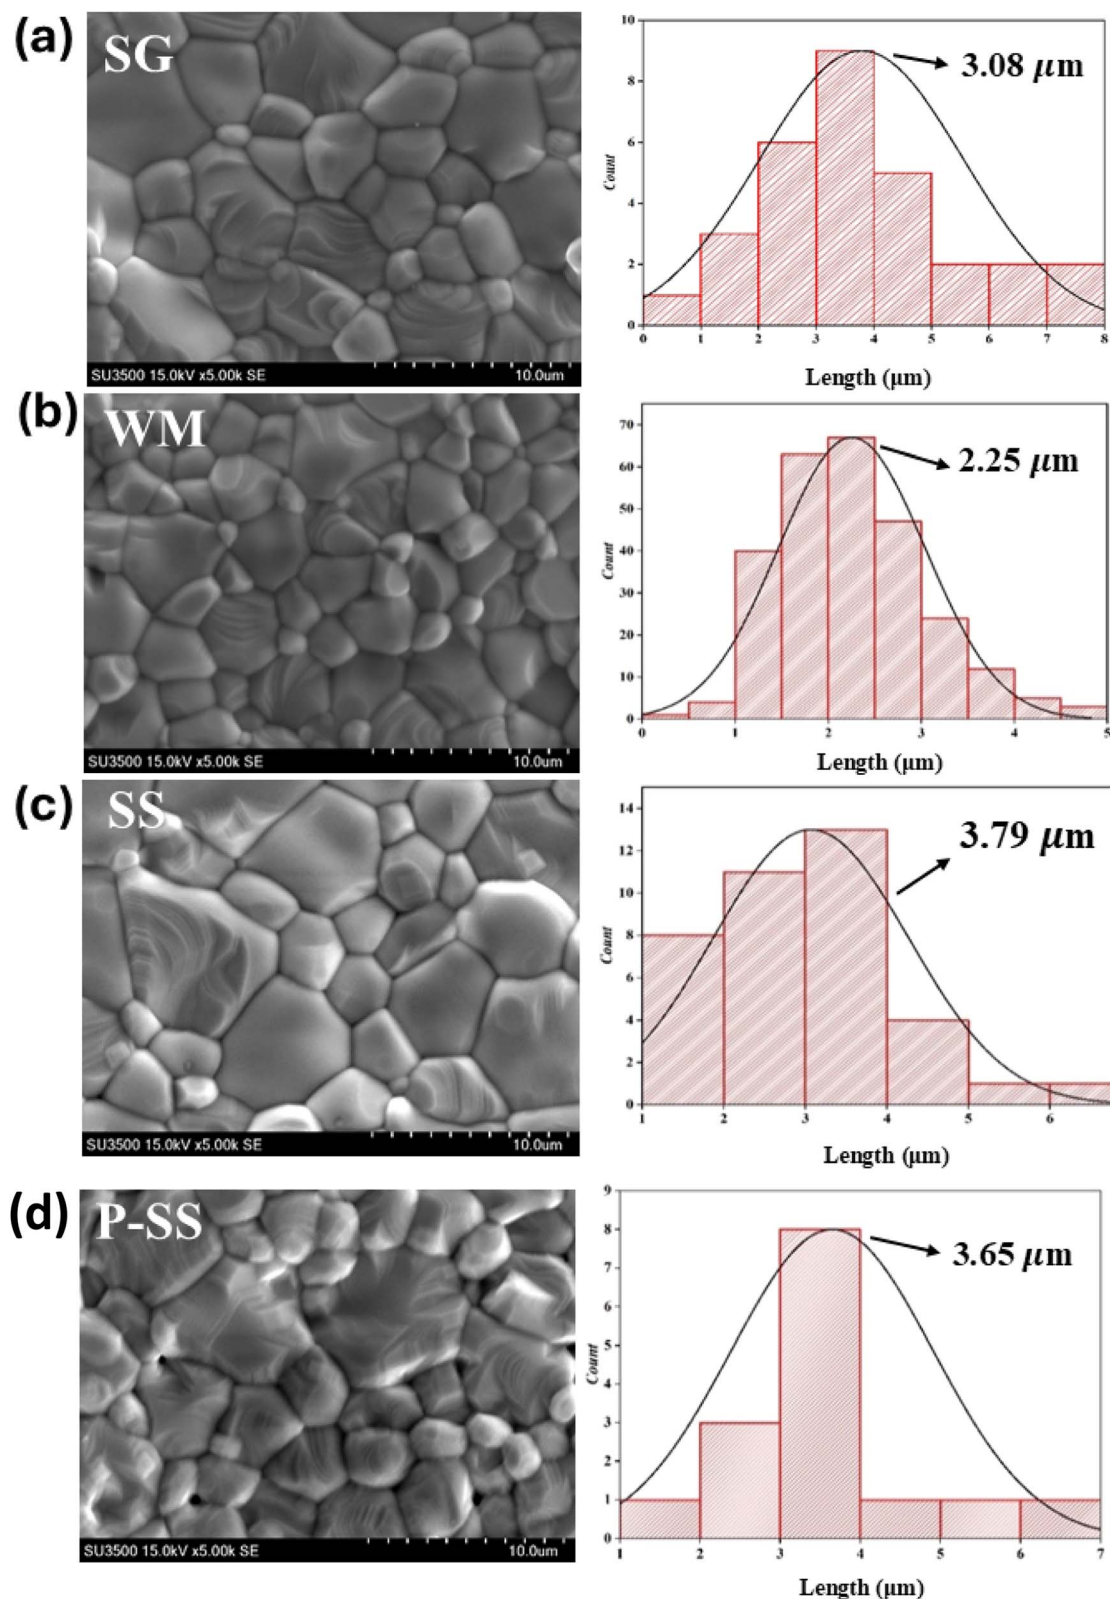 (a)
SG
SU3500 15.0kV x5.00k SE
10.0um
10
8
6
4
2
0
Count
3.08 μm
0 1 2 3 4 5 6 7 8
Length (μm)
(b)
WM
SU3500 15.0kV x5.00k SE
10.0um
70
60
50
40
30
20
10
0
Count
2.25 μm
0 1 2 3 4 5
Length (μm)
(c)
SS
SU3500 15.0kV x5.00k SE
10.0um
14
12
10
8
6
4
2
0
Count
3.79 μm
1 2 3 4 5 6
Length (μm)
(d)
P-SS
SU3500 15.0kV x5.00k SE
10.0um
9
8
7
6
5
4
3
2
1
0
Count
3.65 μm
1 2 3 4 5 6 7
Length (μm)